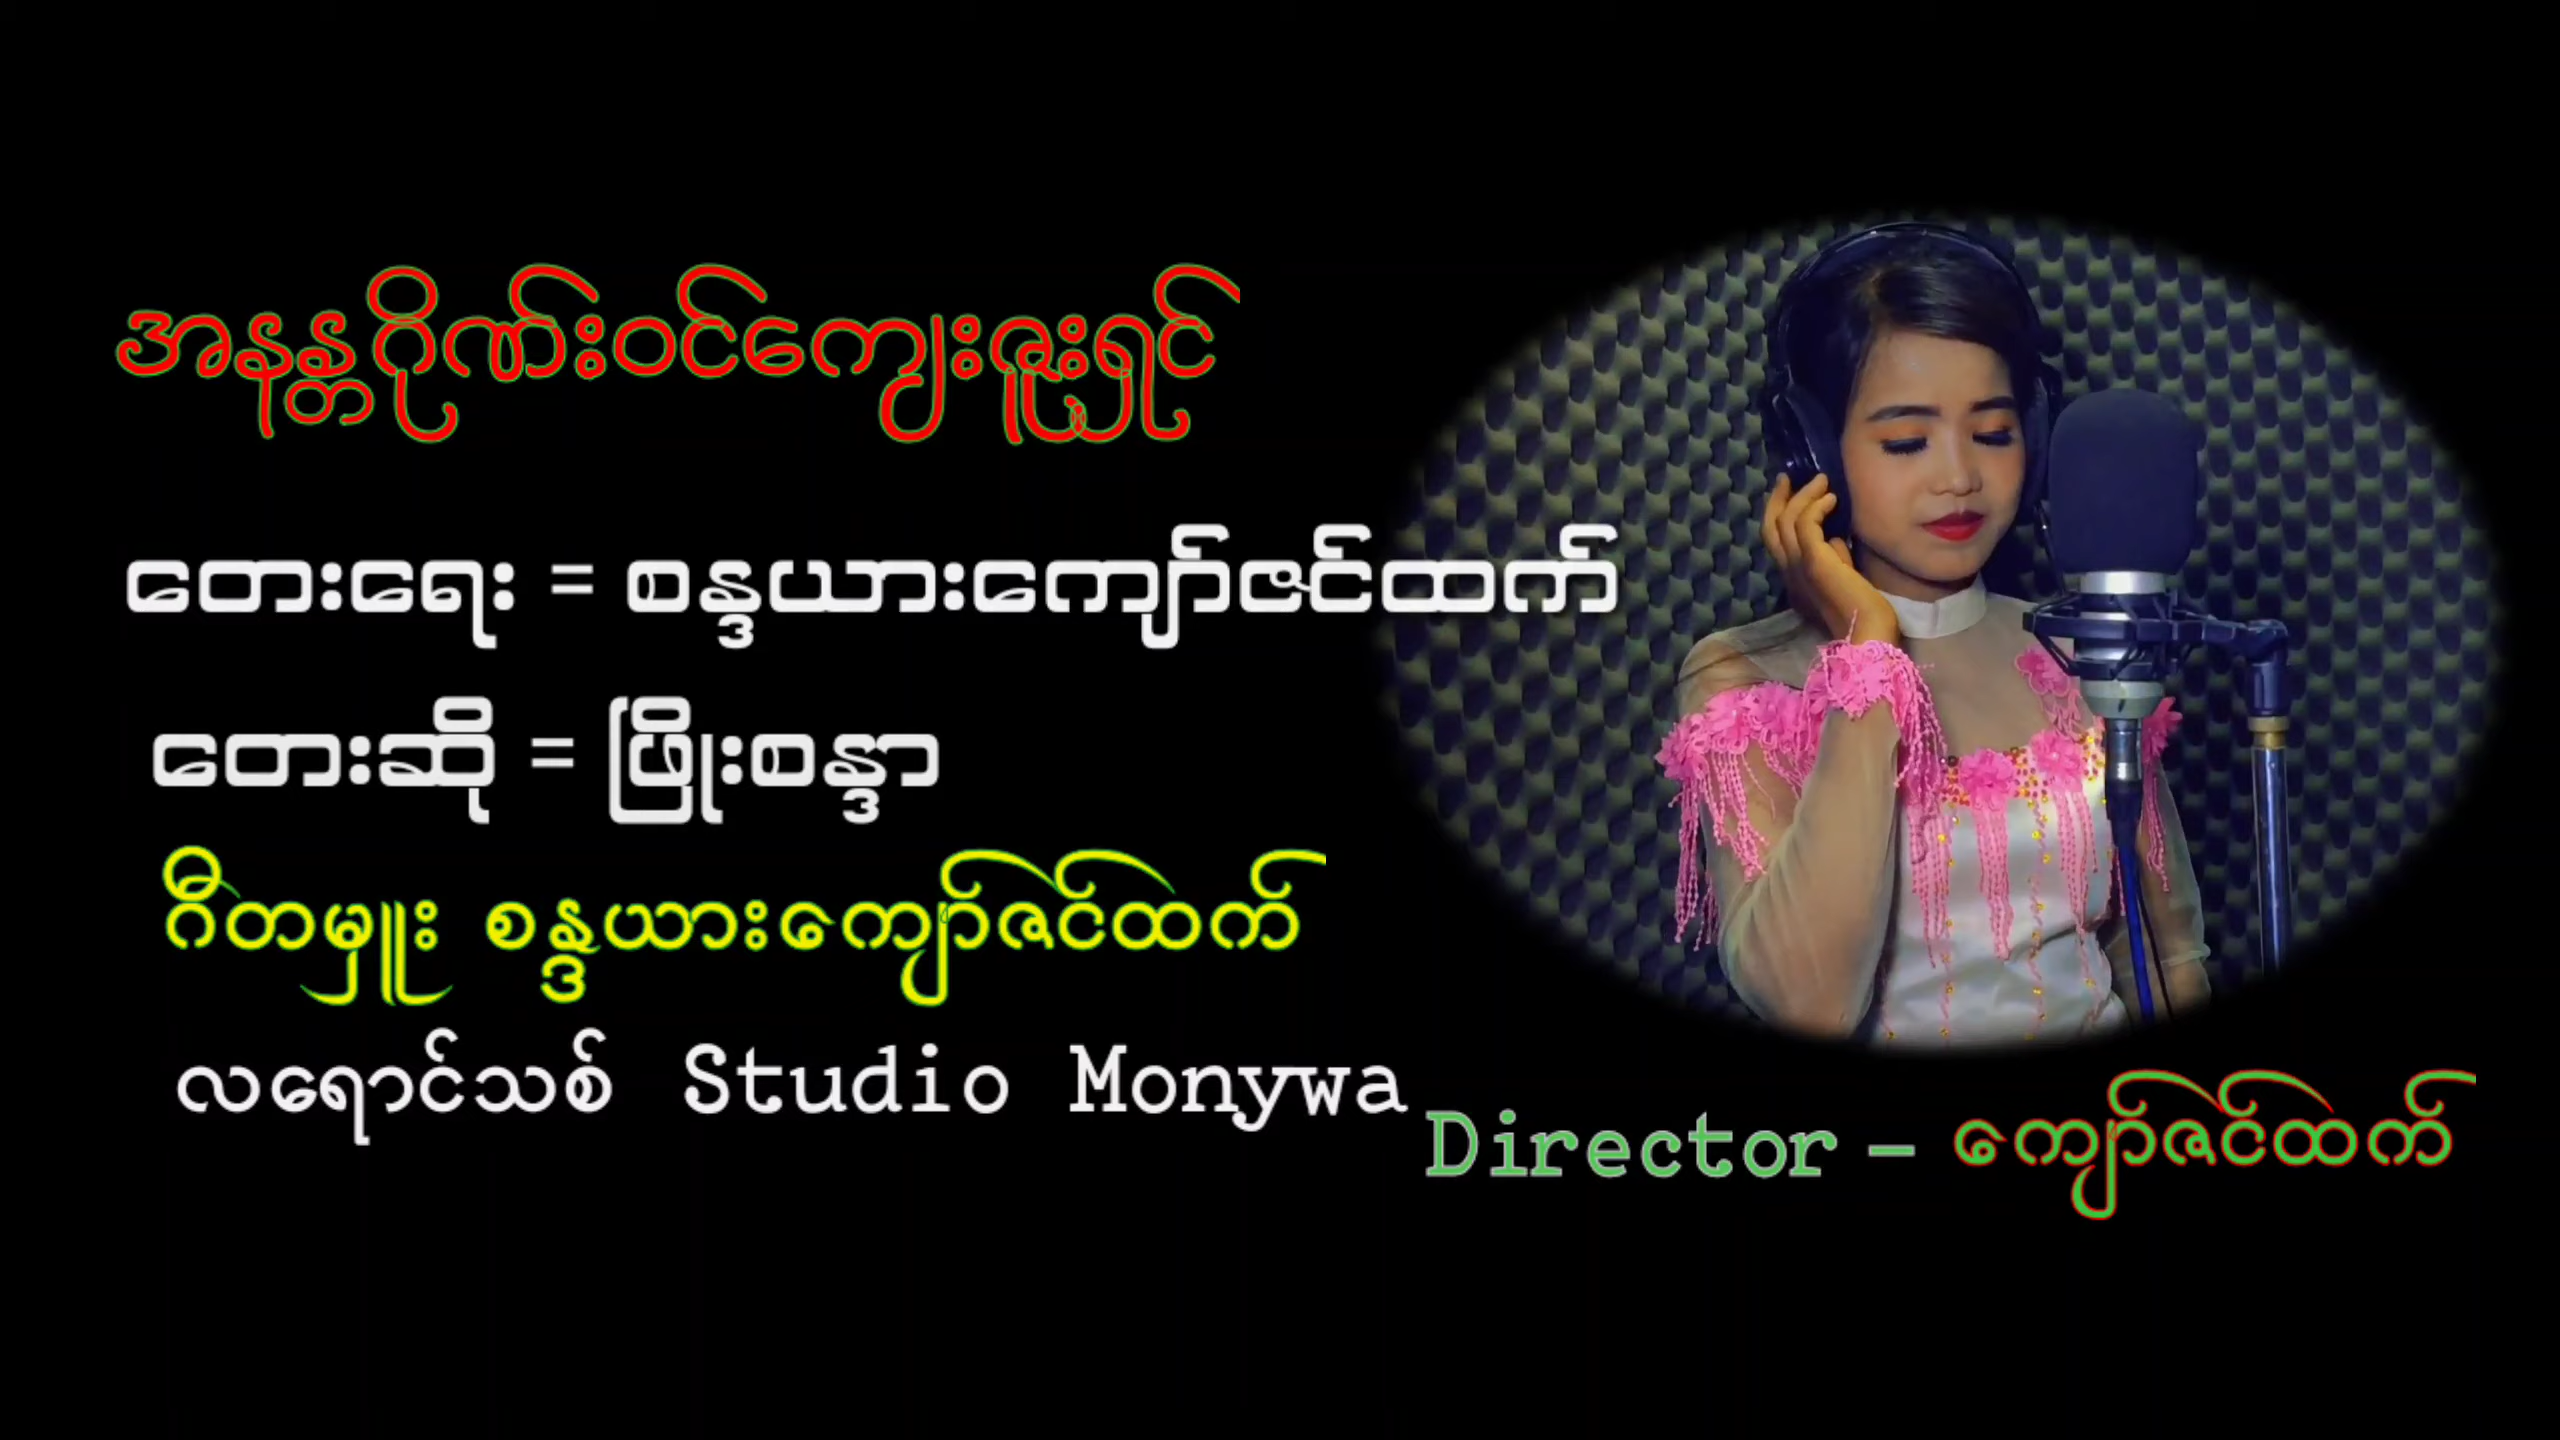 အနန္တဂိုဏ်းဝင်ကျေးဇူးရှင်
တေးရေး = စန္ဒယားကျော်ဇင်ထက်
တေးဆို = ဖြိုးစန္ဒာ
ဂီတမှူး စန္ဒယားကျော်ဇင်ထက်
လရောင်သစ် Studio Monywa
Director - ကျော်ဇင်ထက်